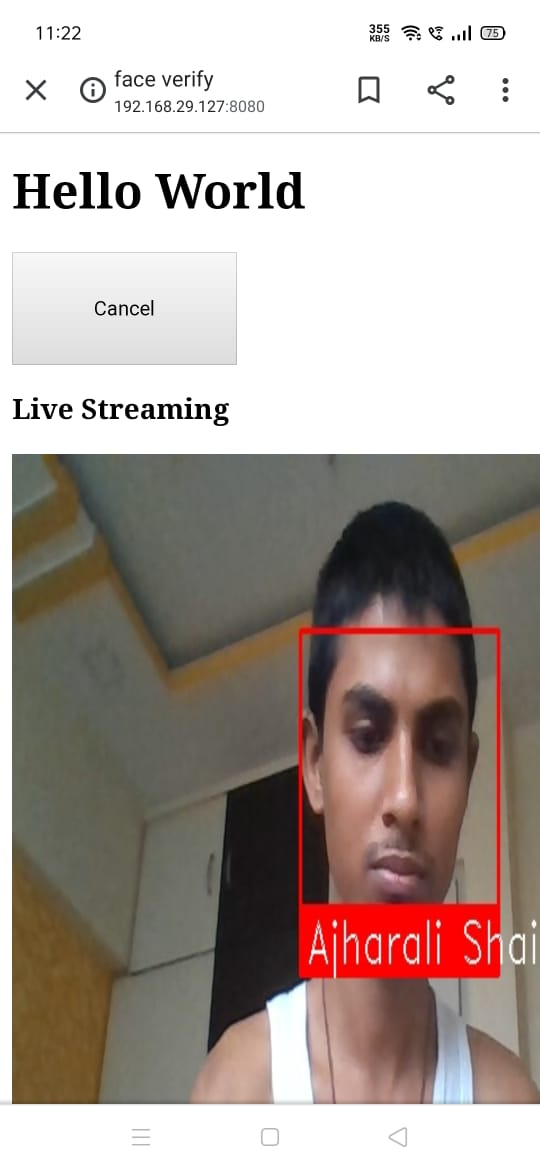 11:22
355
KB/S
75
face verify
192.168.29.127:8080
Hello World
Cancel
Live Streaming
Ajharali Shai